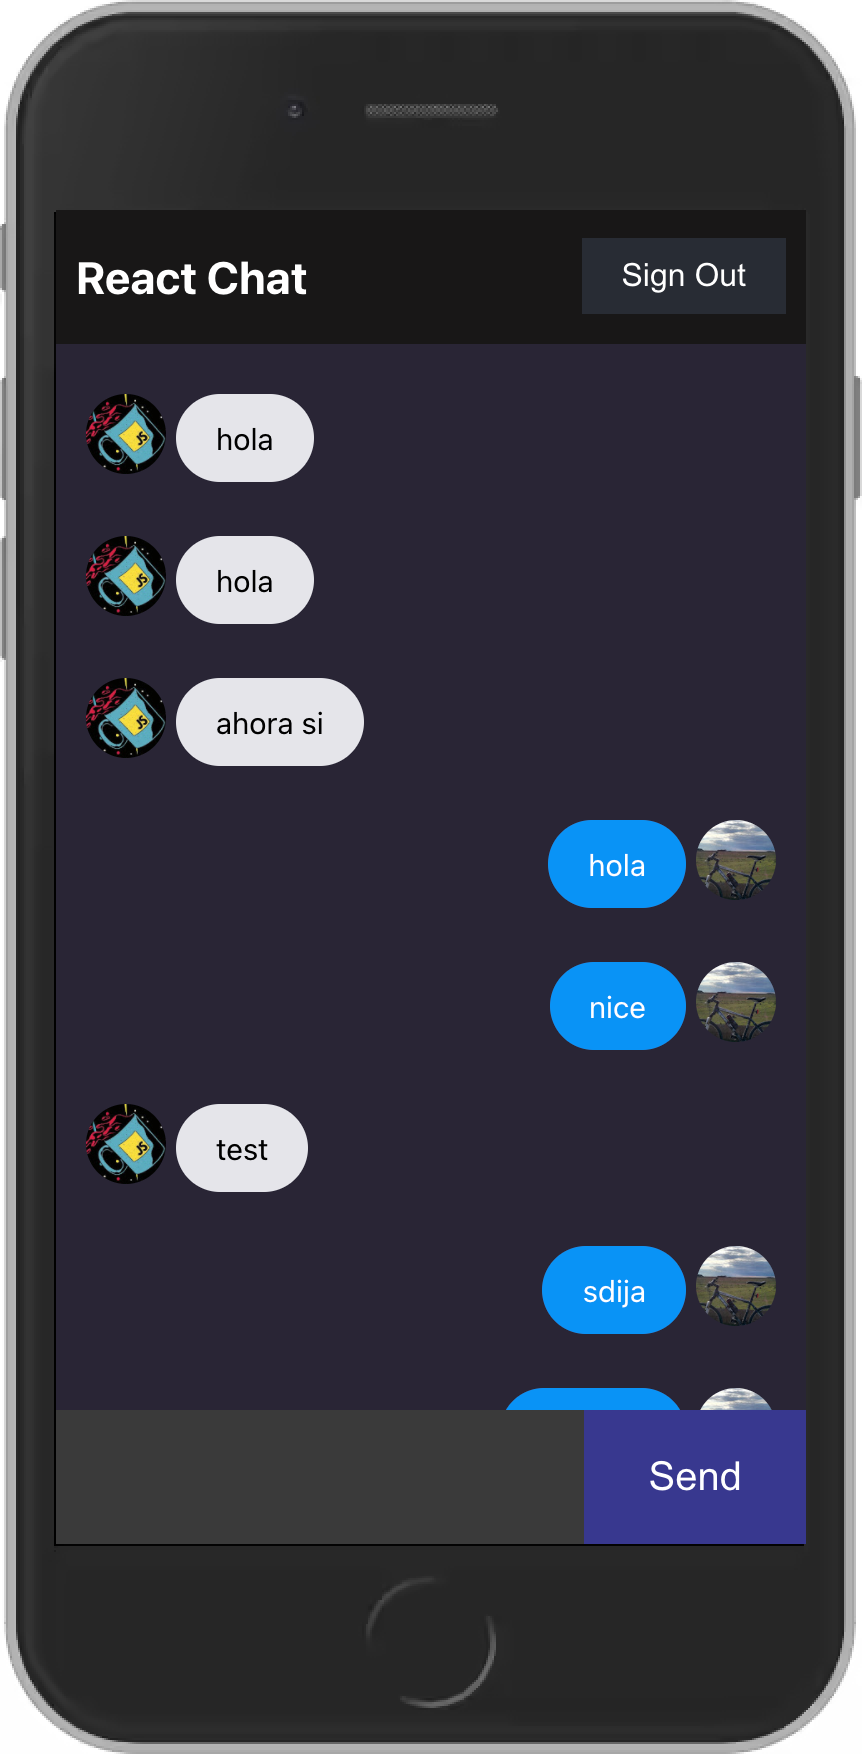 React Chat
Sign Out
JS
hola
JS
hola
JS
ahora si
hola
nice
JS
test
sdija
Send